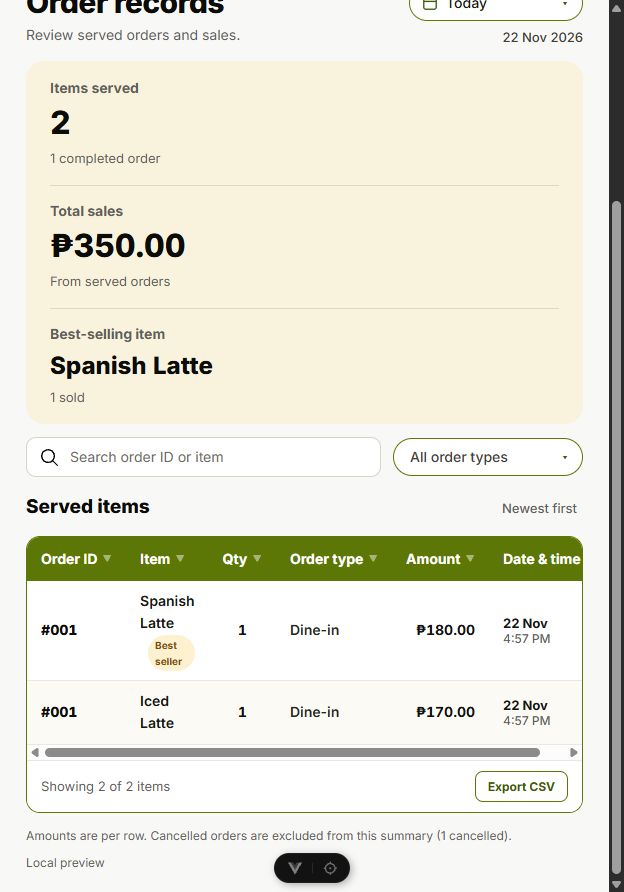 Order records
Today
Review served orders and sales.
22 Nov 2026
Items served
2
1 completed order
Total sales
₱350.00
From served orders
Best-selling item
Spanish Latte
1 sold
Search order ID or item
All order types
Served items
Newest first
Order ID Item Qty Order type Amount Date & time
#001 Spanish Latte Best seller 1 Dine-in ₱180.00 22 Nov 4:57 PM
#001 Iced Latte 1 Dine-in ₱170.00 22 Nov 4:57 PM
Showing 2 of 2 items
Export CSV
Amounts are per row. Cancelled orders are excluded from this summary (1 cancelled).
Local preview